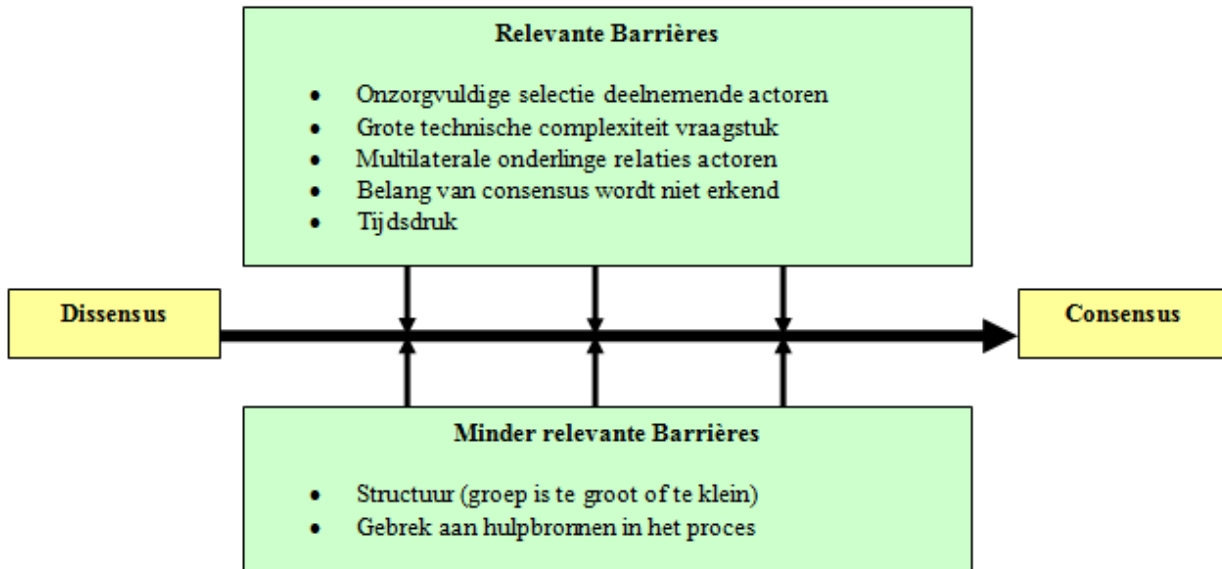 Relevante Barrières
• Onzorgvuldige selectie deelnemende actoren
• Grote technische complexiteit vraagstuk
• Multilaterale onderlinge relaties actoren
• Belang van consensus wordt niet erkend
• Tijdsdruk
Dissensus
Consensus
Minder relevante Barrières
• Structuur (groep is te groot of te klein)
• Gebrek aan hulpbronnen in het proces